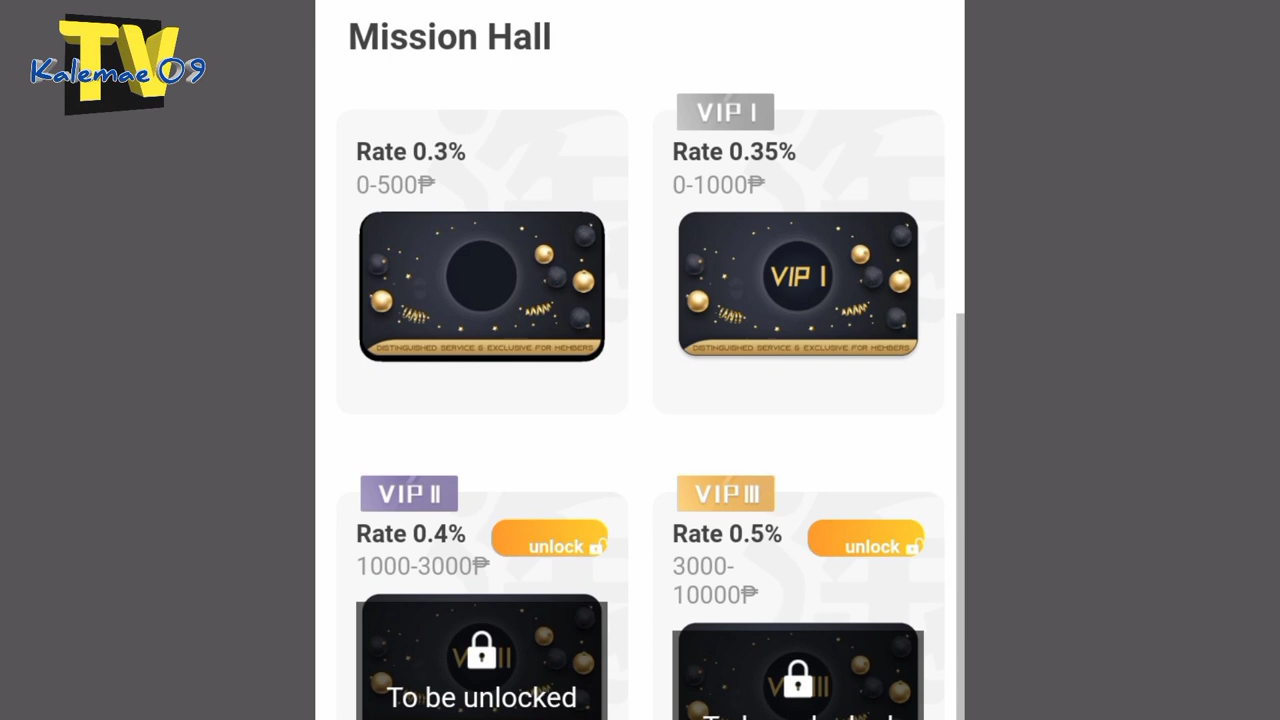 TV
Kalemae 09
Mission Hall
Rate 0.3%
0-500₱
DISTINGUISHED SERVICE & EXCLUSIVE FOR MEMBERS
VIP I
Rate 0.35%
0-1000₱
VIP I
DISTINGUISHED SERVICE & EXCLUSIVE FOR MEMBERS
VIP II
Rate 0.4%
unlock
1000-3000₱
To be unlocked
VIP III
Rate 0.5%
unlock
3000-
10000₱